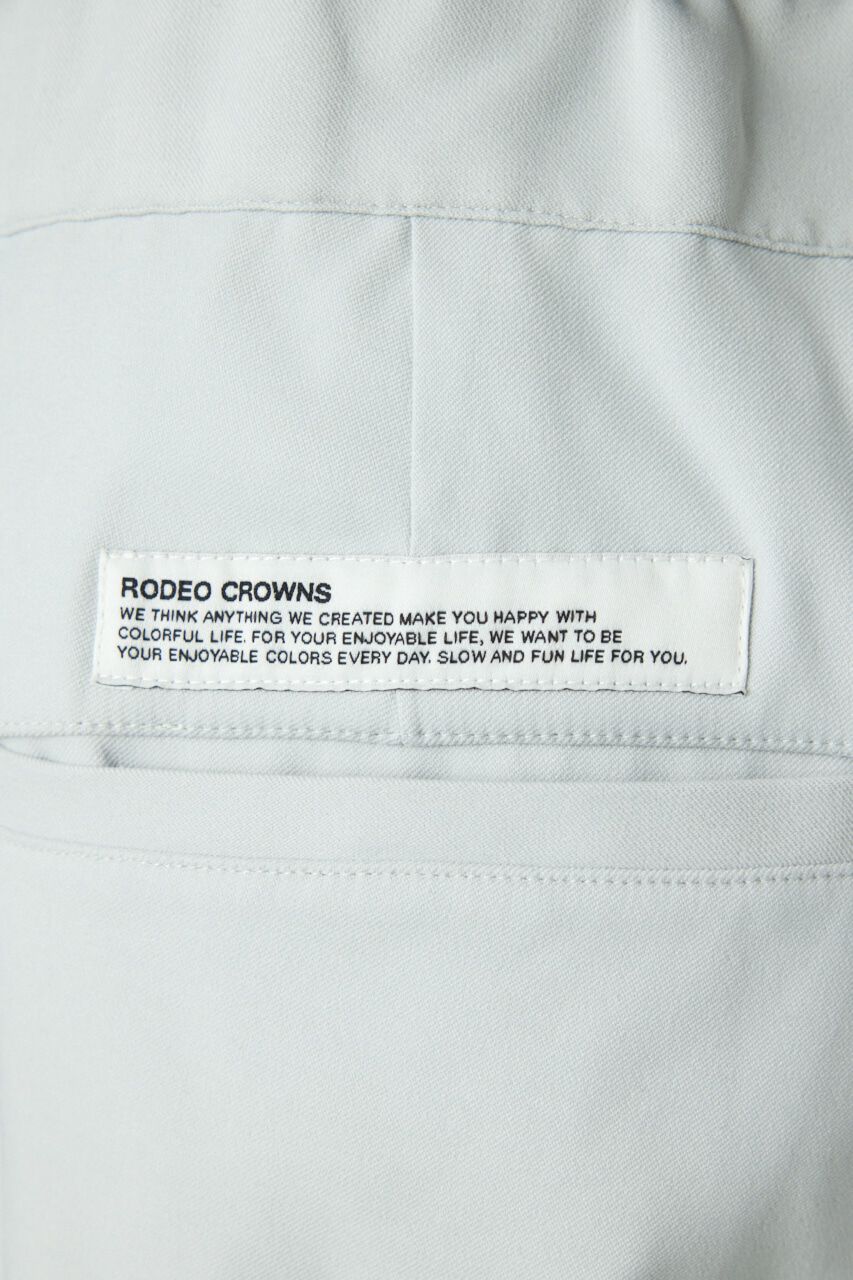 RODEO CROWNS
WE THINK ANYTHING WE CREATED MAKE YOU HAPPY WITH
COLORFUL LIFE. FOR YOUR ENJOYABLE LIFE, WE WANT TO BE
YOUR ENJOYABLE COLORS EVERY DAY. SLOW AND FUN LIFE FOR YOU.